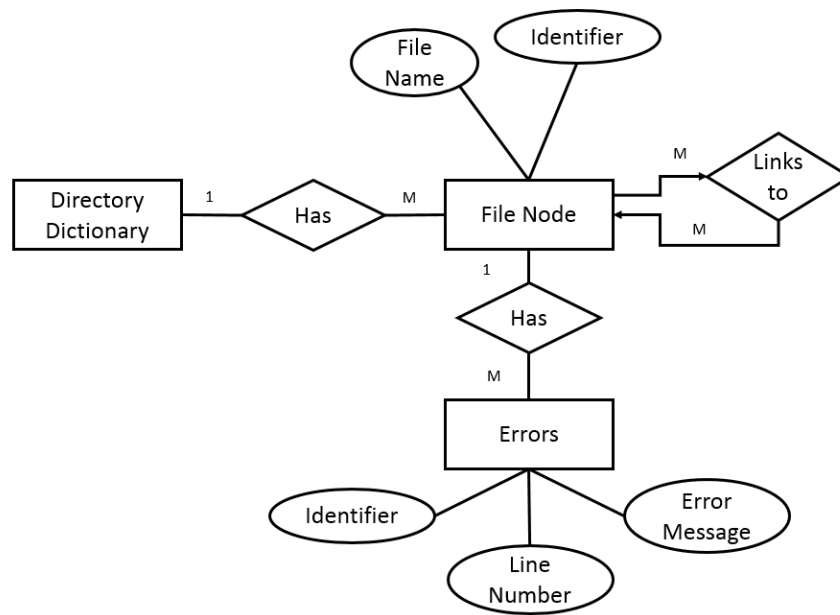 File
Name
Identifier
Directory
Dictionary
1
Has
M
File Node
M
Links
to
M
1
Has
M
Errors
Identifier
Line
Number
Error
Message